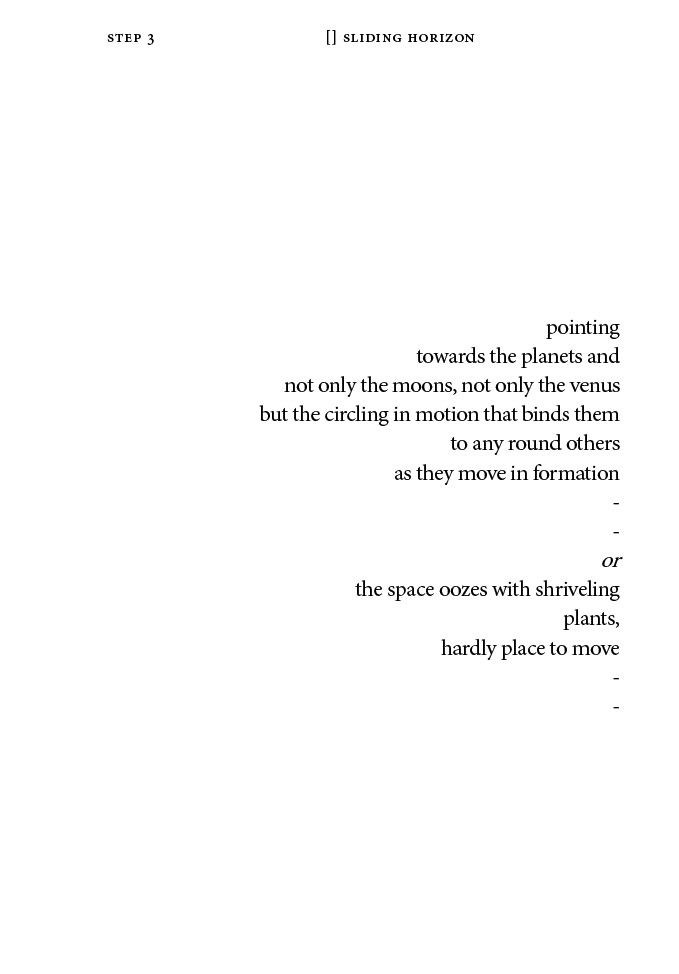 STEP 3 [] SLIDING HORIZON
pointing
towards the planets and
not only the moons, not only the venus
but the circling in motion that binds them
to any round others
as they move in formation
-
-
or
the space oozes with shriveling
plants,
hardly place to move
-
-